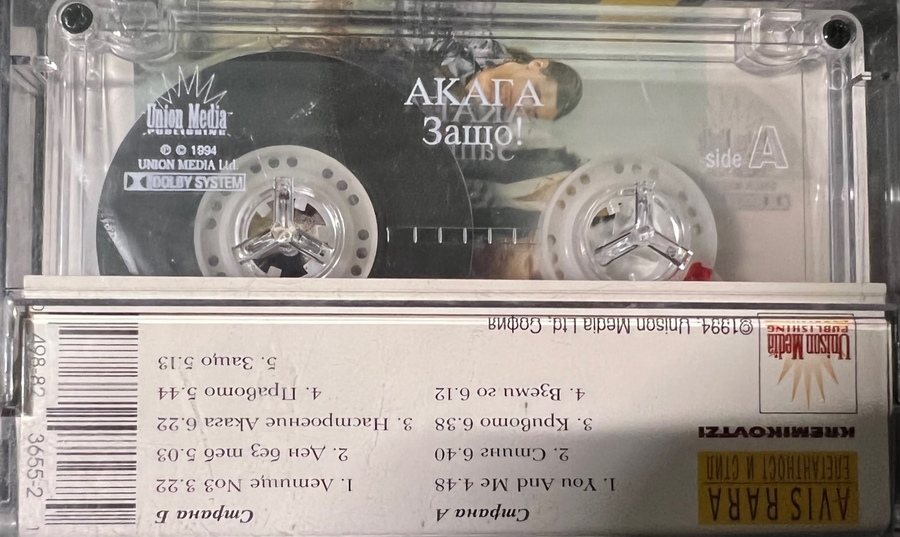 Union Media
PUBLISHING
℗ © 1994
UNION MEDIA Ltd.
DOLBY SYSTEM
АКАГА
Защо!
side A
AVIS RARA
ЕЛЕГАНТНОСТ И СТИЛ
KREMIKOVTZI
Unison Media
PUBLISHING
Страна А
1. You And Me 4.48
2. Стинг 6.40
3. Кривото 6.38
4. Вземи го 6.12
Страна Б
1. Летище No3 3.22
2. Ден без теб 5.03
3. Настроение Акага 6.22
4. Правото 5.44
5. Защо 5.13
©1994, Unison Media Ltd, София